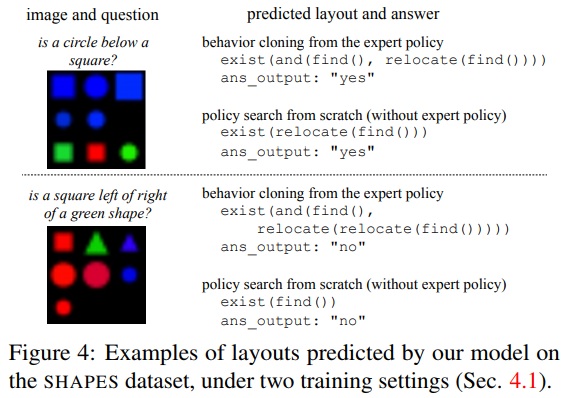 image and question
predicted layout and answer
is a circle below a
square?
behavior cloning from the expert policy
exist(and(find(), relocate(find())))
ans_output: "yes"
policy search from scratch (without expert policy)
exist(relocate(find()))
ans_output: "yes"
is a square left of right
of a green shape?
behavior cloning from the expert policy
exist(and(find(),
relocate(relocate(find()))))
ans_output: "no"
policy search from scratch (without expert policy)
exist(find())
ans_output: "no"
Figure 4: Examples of layouts predicted by our model on
the SHAPES dataset, under two training settings (Sec. 4.1).